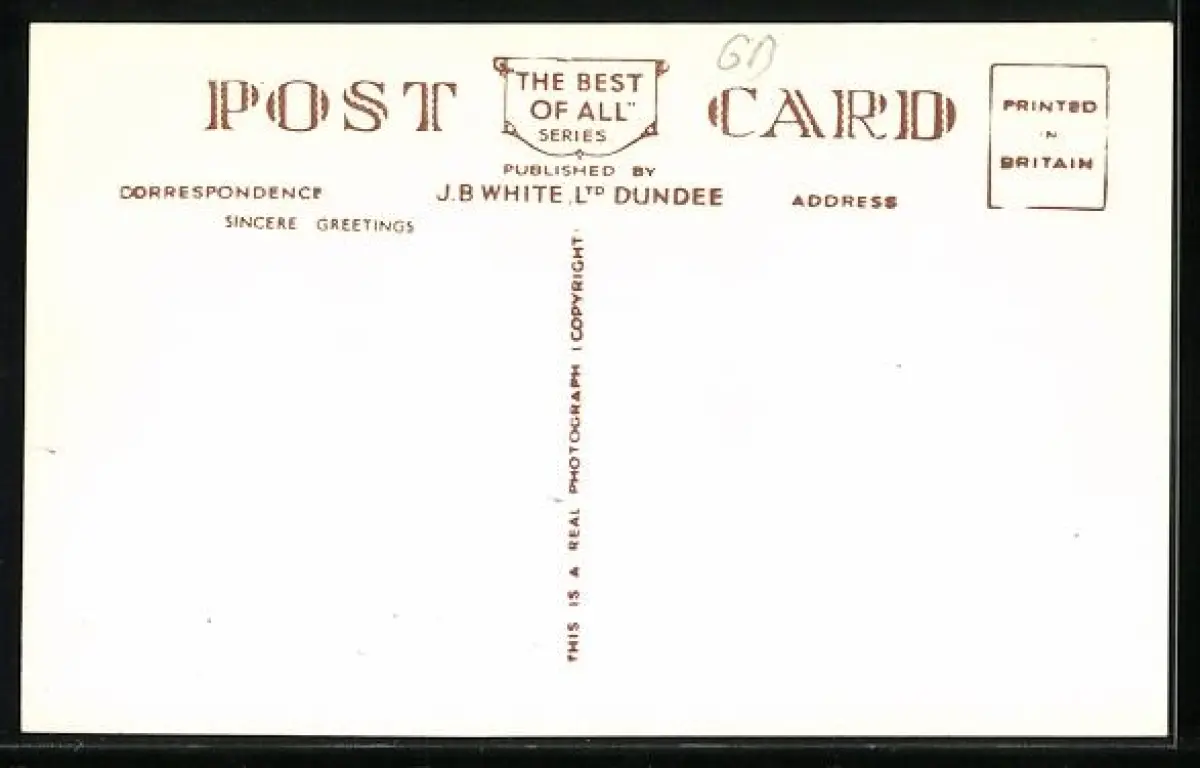 GB
POST CARD
"THE BEST
OF ALL"
SERIES
PUBLISHED BY
J.B WHITE, LTD DUNDEE
CORRESPONDENCE
SINCERE GREETINGS
ADDRESS
PRINTED
IN
BRITAIN
THIS IS A REAL PHOTOGRAPH (COPYRIGHT)